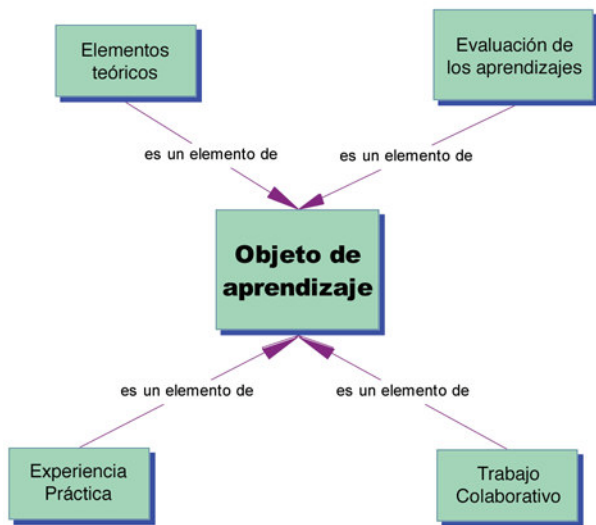 Elementos
teóricos
Evaluación de
los aprendizajes
es un elemento de
es un elemento de
Objeto de
aprendizaje
es un elemento de
es un elemento de
Experiencia
Práctica
Trabajo
Colaborativo